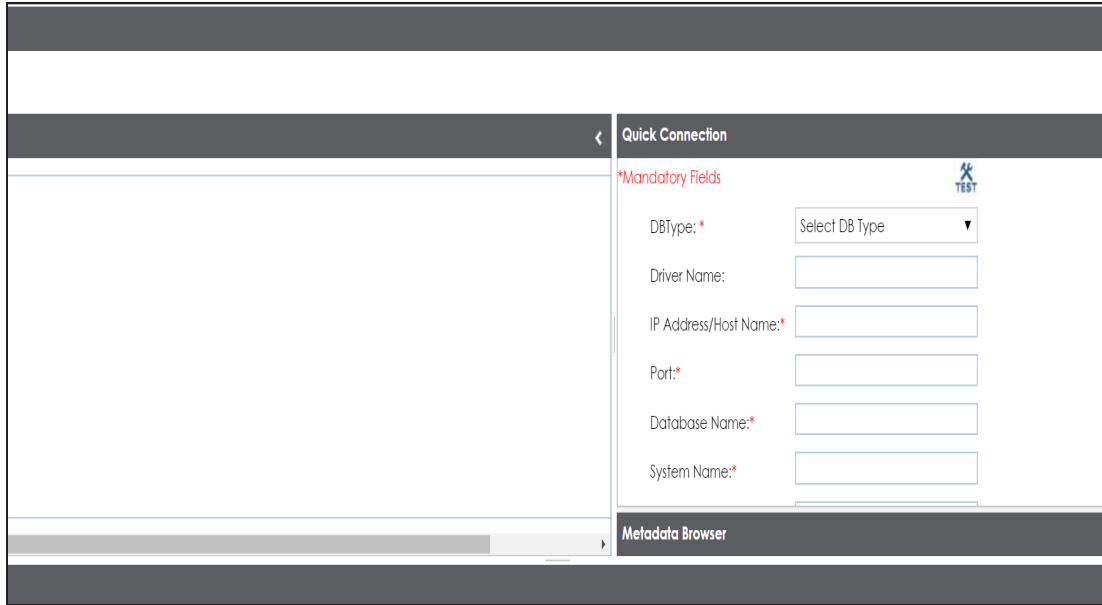 Quick Connection
*Mandatory Fields
TEST
DBType: *
Select DB Type
Driver Name:
IP Address/Host Name:*
Port:*
Database Name:*
System Name:*
Metadata Browser